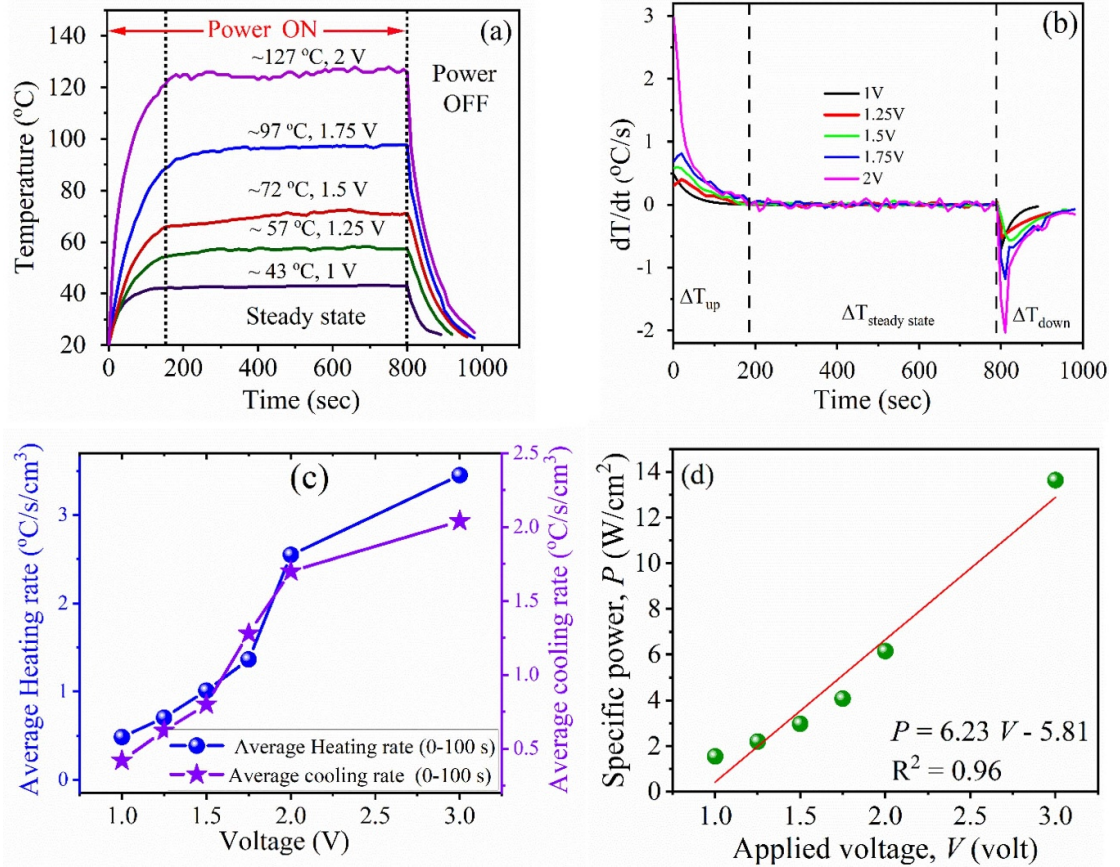 (a)
Power ON
Power OFF
~127 °C, 2 V
~97 °C, 1.75 V
~72 °C, 1.5 V
~ 57 °C, 1.25 V
~ 43 °C, 1 V
Steady state
Temperature (°C)
140
120
100
80
60
40
20
0 200 400 600 800 1000
Time (sec)
(b)
1V
1.25V
1.5V
1.75V
2V
ΔT_up
ΔT_steady state
ΔT_down
dT/dt (°C/s)
3
2
1
0
-1
-2
0 200 400 600 800 1000
Time (sec)
(c)
Average Heating rate (°C/s/cm³)
3
2
1
0
Average cooling rate (°C/s/cm³)
2.5
2.0
1.5
1.0
0.5
Average Heating rate (0-100 s)
Average cooling rate (0-100 s)
1.0 1.5 2.0 2.5 3.0
Voltage (V)
(d)
Specific power, P (W/cm²)
14
12
10
8
6
4
2
0
P = 6.23 V - 5.81
R² = 0.96
1.0 1.5 2.0 2.5 3.0
Applied voltage, V (volt)